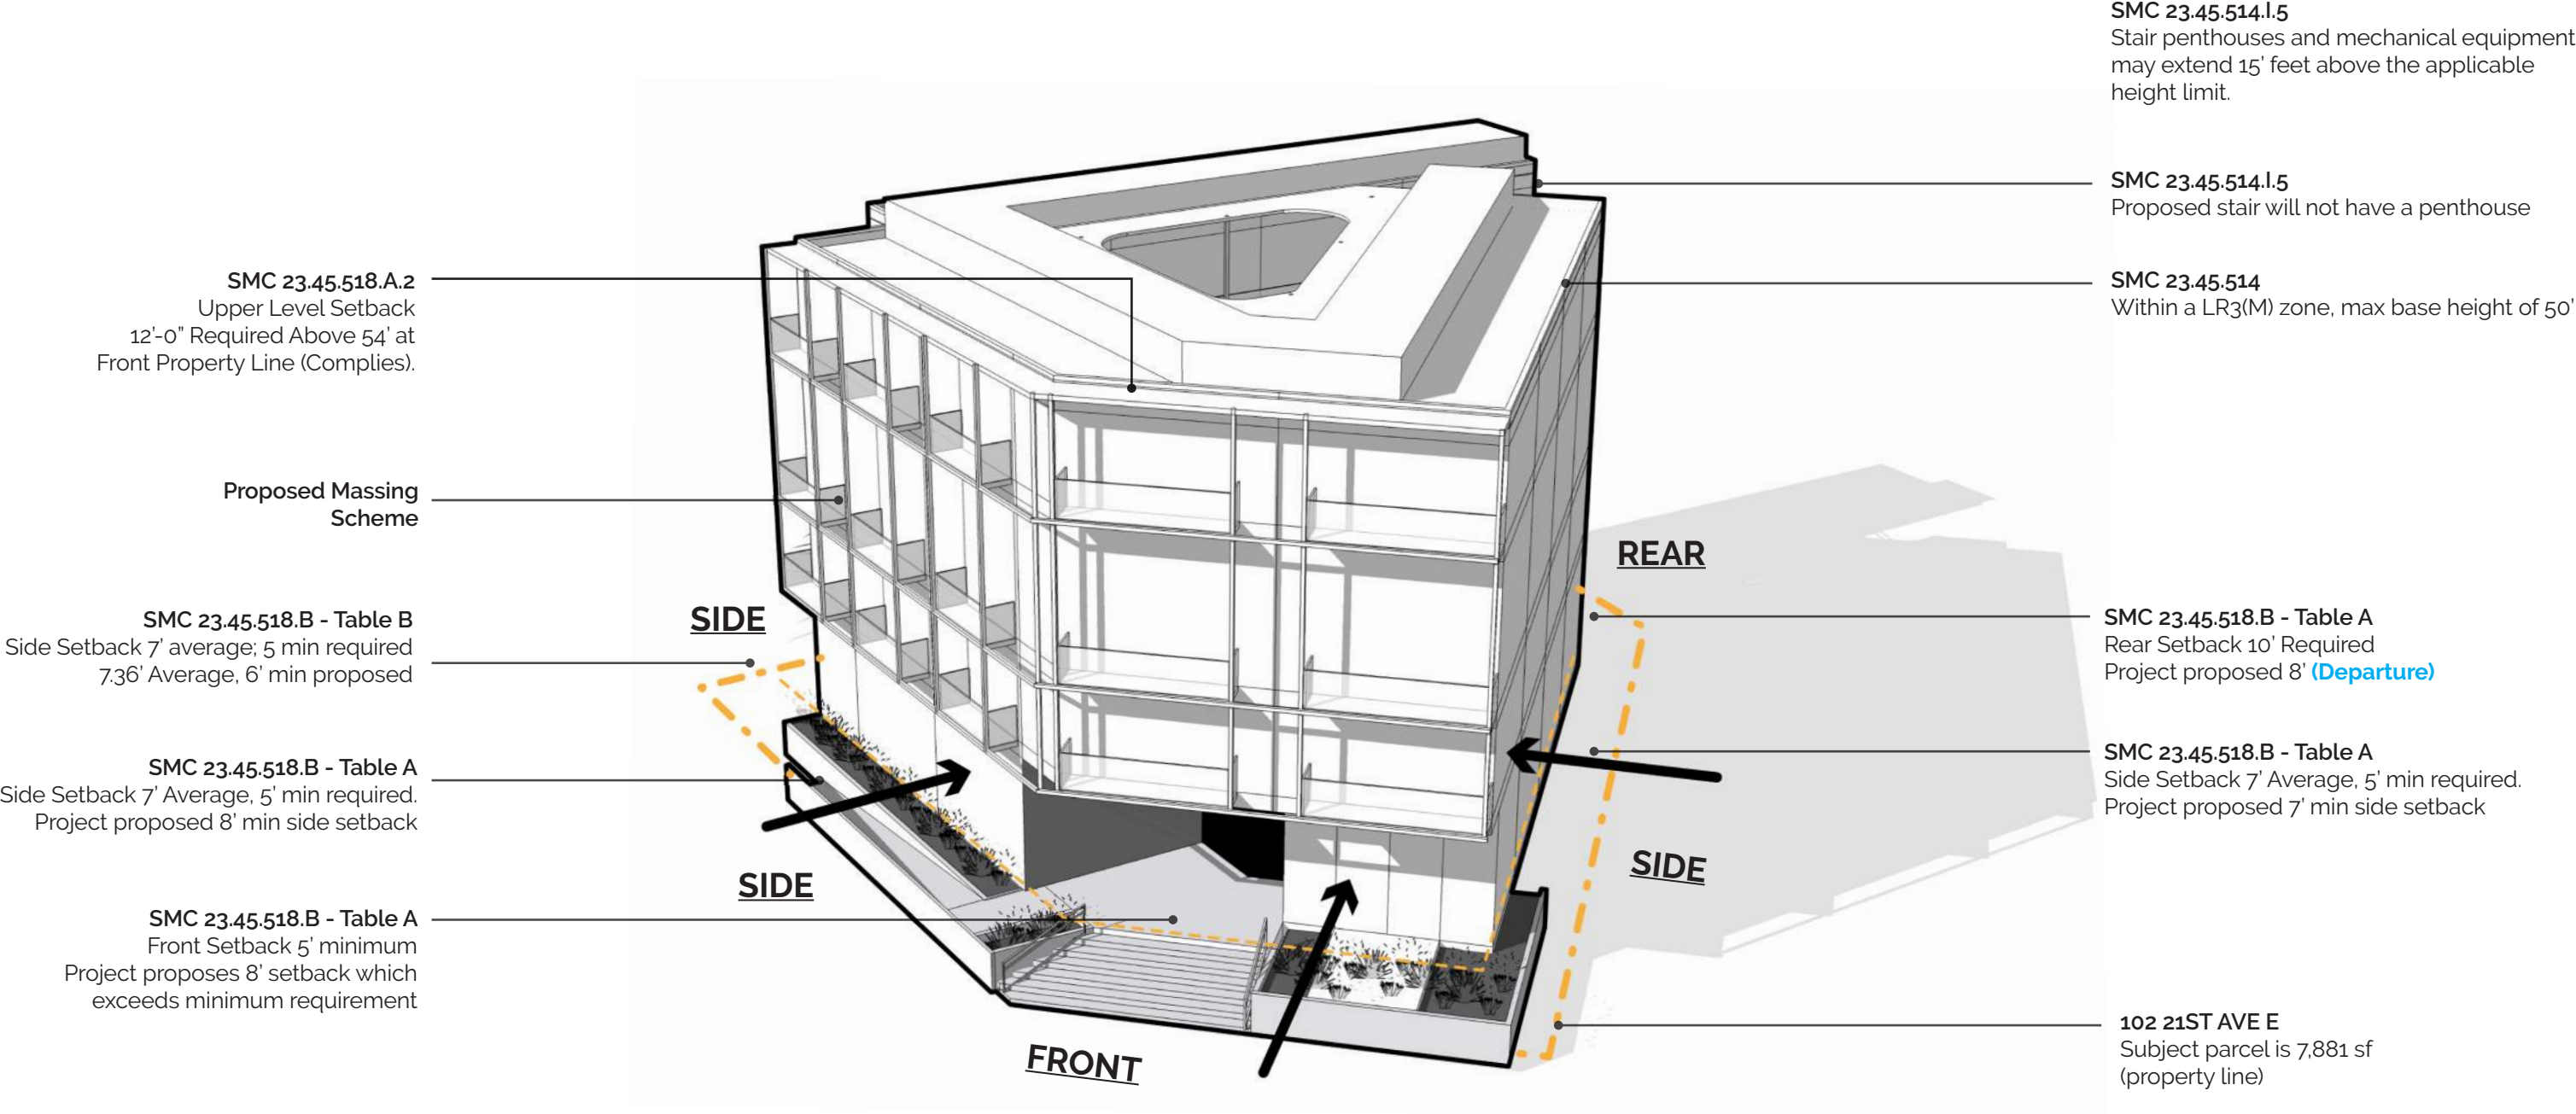 SMC 23.45.514.I.5
Stair penthouses and mechanical equipment
may extend 15' feet above the applicable
height limit.
SMC 23.45.514.I.5
Proposed stair will not have a penthouse
SMC 23.45.514
Within a LR3(M) zone, max base height of 50'
SMC 23.45.518.A.2
Upper Level Setback
12'-0" Required Above 54' at
Front Property Line (Complies).
Proposed Massing
Scheme
SMC 23.45.518.B - Table B
Side Setback 7' average; 5 min required
7.36' Average, 6' min proposed
SMC 23.45.518.B - Table A
Side Setback 7' Average, 5' min required.
Project proposed 8' min side setback
SMC 23.45.518.B - Table A
Front Setback 5' minimum
Project proposes 8' setback which
exceeds minimum requirement
SIDE
SIDE
FRONT
REAR
SIDE
SMC 23.45.518.B - Table A
Rear Setback 10' Required
Project proposed 8' (Departure)
SMC 23.45.518.B - Table A
Side Setback 7' Average, 5' min required.
Project proposed 7' min side setback
102 21ST AVE E
Subject parcel is 7,881 sf
(property line)